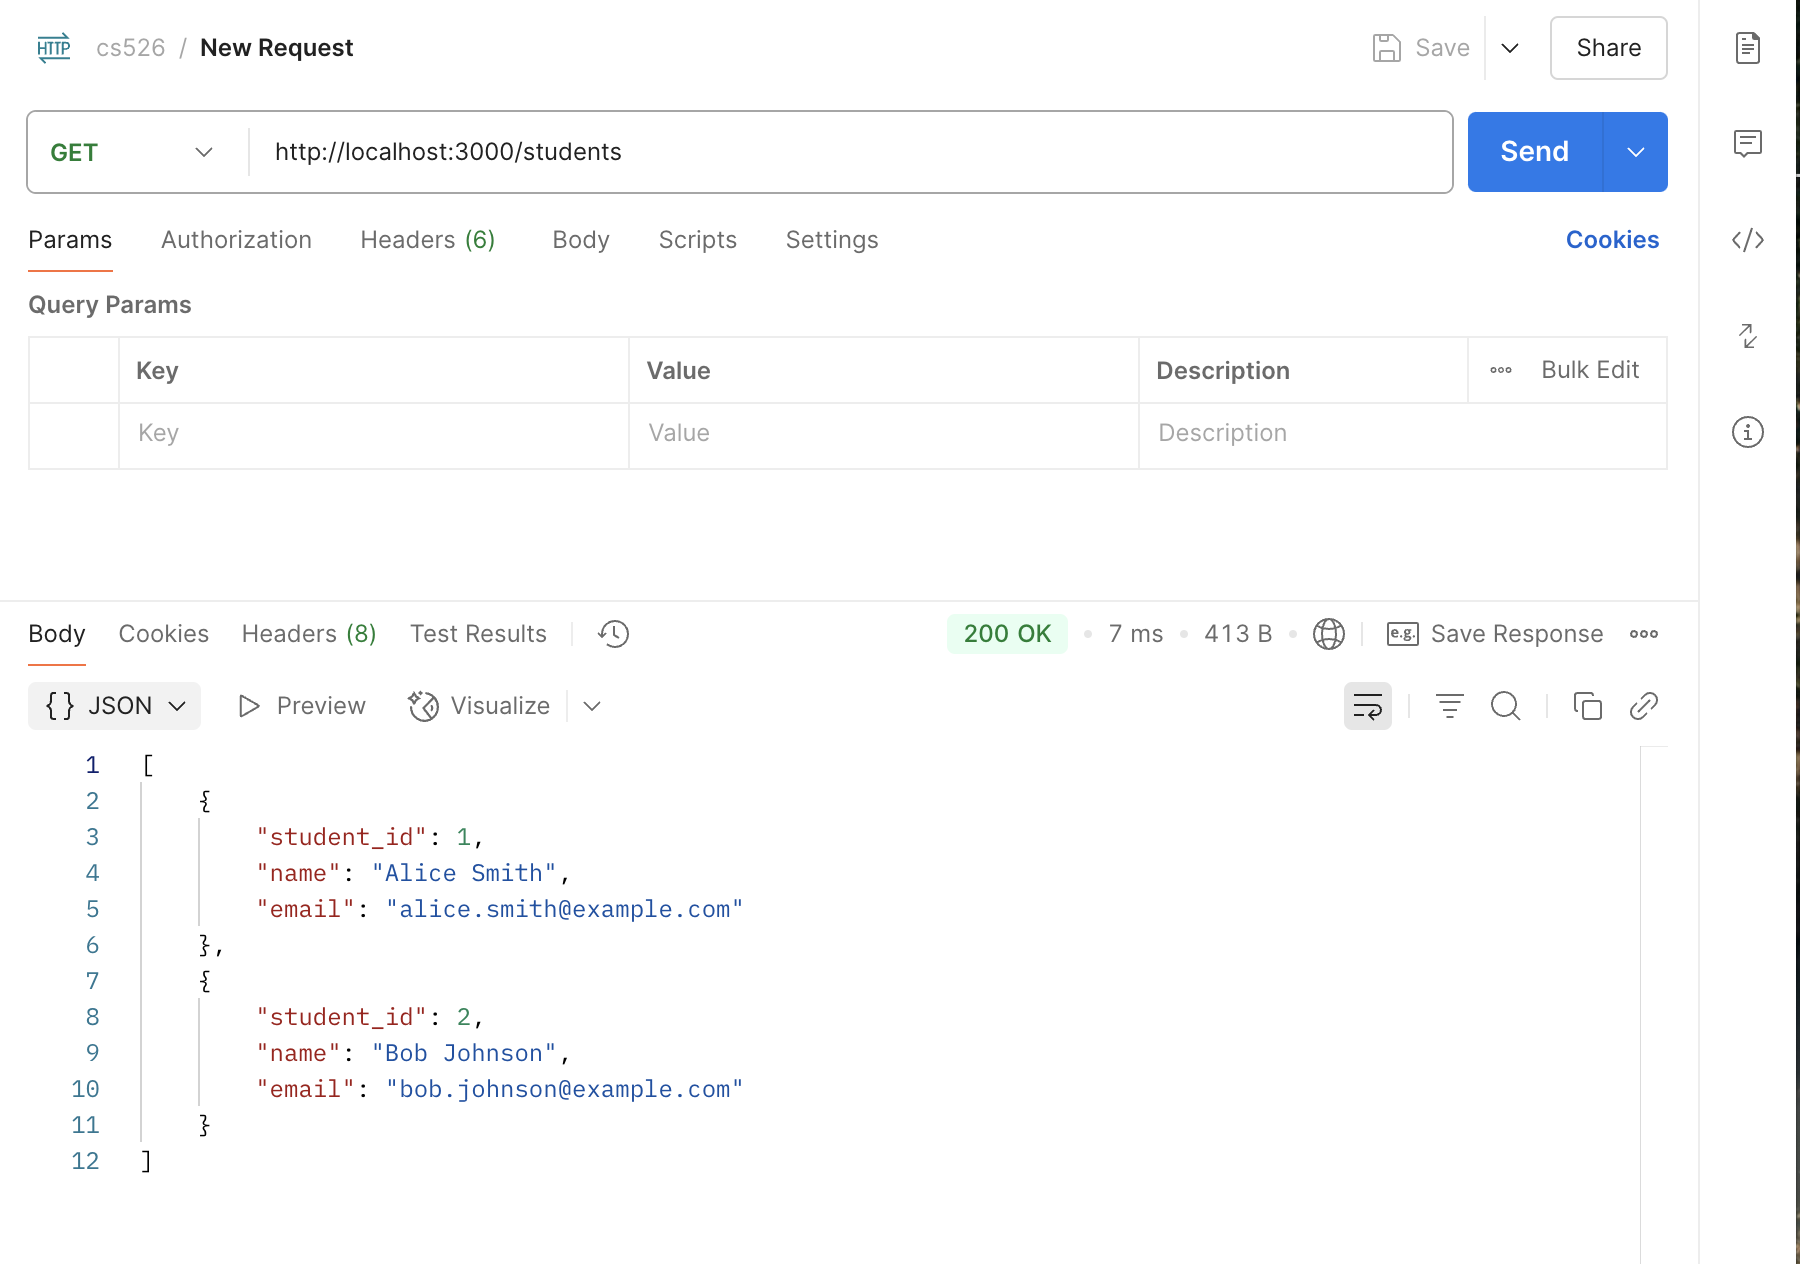 HTTP cs526 / New Request Save Share
GET http://localhost:3000/students Send
Params Authorization Headers (6) Body Scripts Settings Cookies
Query Params
Key Value Description Bulk Edit
Key Value Description
Body Cookies Headers (8) Test Results 200 OK 7 ms 413 B e.g. Save Response
{} JSON Preview Visualize
1 [
2 {
3 "student_id": 1,
4 "name": "Alice Smith",
5 "email": "alice.smith@example.com"
6 },
7 {
8 "student_id": 2,
9 "name": "Bob Johnson",
10 "email": "bob.johnson@example.com"
11 }
12 ]